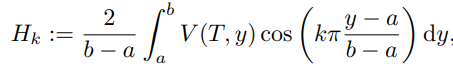 H_k := \frac{2}{b-a} \int_a^b V(T, y) \cos\left(k\pi \frac{y-a}{b-a}\right) \mathrm{d}y,